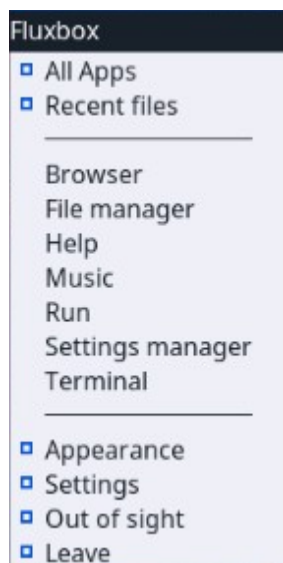 Fluxbox
All Apps
Recent files
Browser
File manager
Help
Music
Run
Settings manager
Terminal
Appearance
Settings
Out of sight
Leave